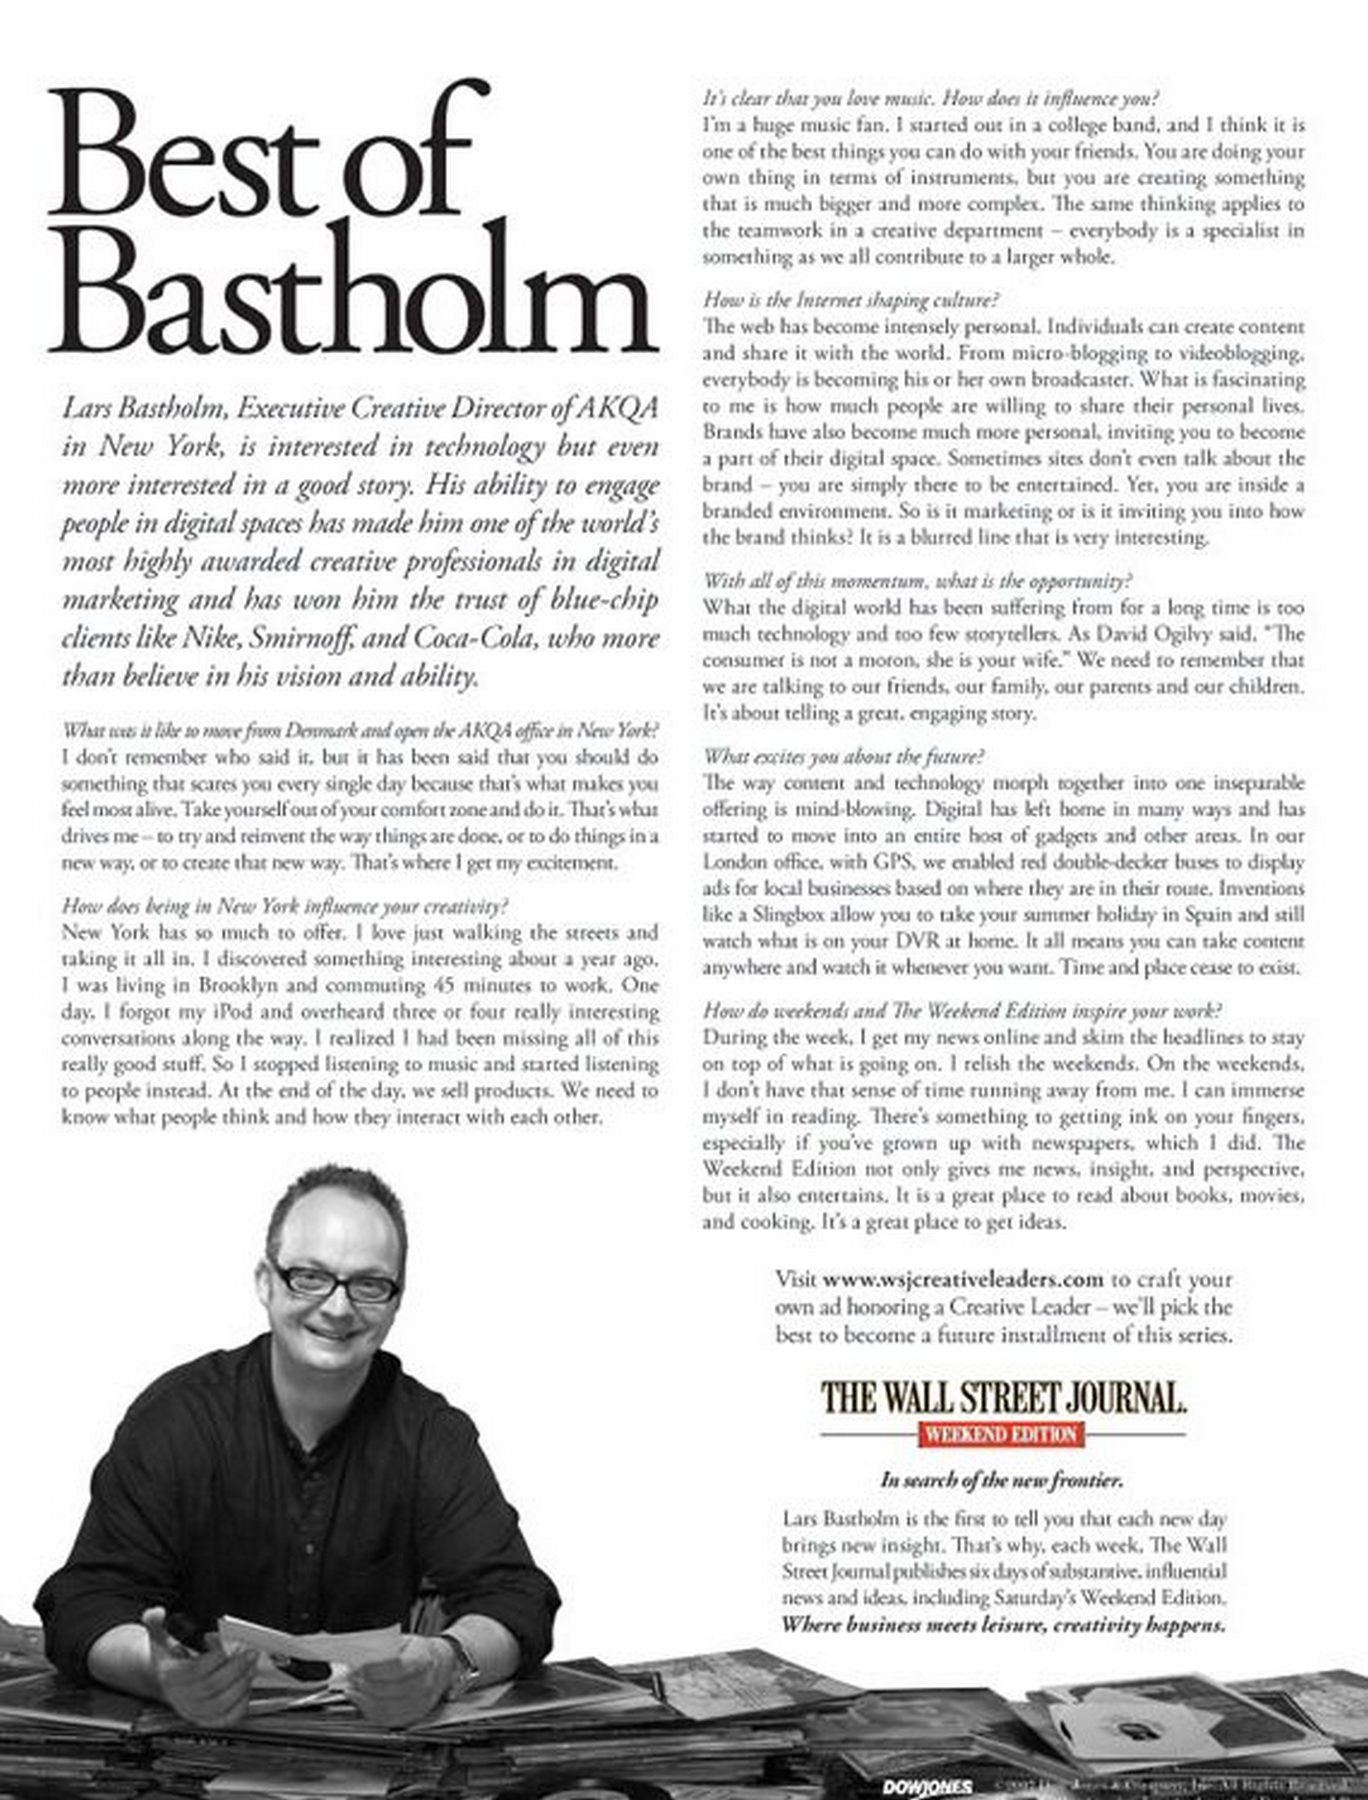 Best of
Bastholm
Lars Bastholm, Executive Creative Director of AKQA
in New York, is interested in technology but even
more interested in a good story. His ability to engage
people in digital spaces has made him one of the world's
most highly awarded creative professionals in digital
marketing and has won him the trust of blue-chip
clients like Nike, Smirnoff, and Coca-Cola, who more
than believe in his vision and ability.
What was it like to move from Denmark and open the AKQA office in New York?
I don't remember who said it, but it has been said that you should do
something that scares you every single day because that's what makes you
feel most alive. Take yourself out of your comfort zone and do it. That's what
drives me – to try and reinvent the way things are done, or to do things in a
new way, or to create that new way. That's where I get my excitement.
How does being in New York influence your creativity?
New York has so much to offer. I love just walking the streets and
taking it all in. I discovered something interesting about a year ago.
I was living in Brooklyn and commuting 45 minutes to work. One
day, I forgot my iPod and overheard three or four really interesting
conversations along the way. I realized I had been missing all of this
really good stuff. So I stopped listening to music and started listening
to people instead. At the end of the day, we sell products. We need to
know what people think and how they interact with each other.
It's clear that you love music. How does it influence you?
I'm a huge music fan. I started out in a college band, and I think it is
one of the best things you can do with your friends. You are doing your
own thing in terms of instruments, but you are creating something
that is much bigger and more complex. The same thinking applies to
the teamwork in a creative department – everybody is a specialist in
something as we all contribute to a larger whole.
How is the Internet shaping culture?
The web has become intensely personal. Individuals can create content
and share it with the world. From micro-blogging to videoblogging,
everybody is becoming his or her own broadcaster. What is fascinating
to me is how much people are willing to share their personal lives.
Brands have also become much more personal, inviting you to become
a part of their digital space. Sometimes sites don't even talk about the
brand – you are simply there to be entertained. Yet, you are inside a
branded environment. So is it marketing or is it inviting you into how
the brand thinks? It is a blurred line that is very interesting.
With all of this momentum, what is the opportunity?
What the digital world has been suffering from for a long time is too
much technology and too few storytellers. As David Ogilvy said, "The
consumer is not a moron, she is your wife." We need to remember that
we are talking to our friends, our family, our parents and our children.
It's about telling a great, engaging story.
What excites you about the future?
The way content and technology morph together into one inseparable
offering is mind-blowing. Digital has left home in many ways and has
started to move into an entire host of gadgets and other areas. In our
London office, with GPS, we enabled red double-decker buses to display
ads for local businesses based on where they are in their route. Inventions
like a Slingbox allow you to take your summer holiday in Spain and still
watch what is on your DVR at home. It all means you can take content
anywhere and watch it whenever you want. Time and place cease to exist.
How do weekends and The Weekend Edition inspire your work?
During the week, I get my news online and skim the headlines to stay
on top of what is going on. I relish the weekends. On the weekends,
I don't have that sense of time running away from me. I can immerse
myself in reading. There's something to getting ink on your fingers,
especially if you've grown up with newspapers, which I did. The
Weekend Edition not only gives me news, insight, and perspective,
but it also entertains. It is a great place to read about books, movies,
and cooking. It's a great place to get ideas.
Visit www.wsjcreativeleaders.com to craft your
own ad honoring a Creative Leader – we'll pick the
best to become a future installment of this series.
THE WALL STREET JOURNAL.
WEEKEND EDITION
In search of the new frontier.
Lars Bastholm is the first to tell you that each new day
brings new insight. That's why, each week, The Wall
Street Journal publishes six days of substantive, influential
news and ideas, including Saturday's Weekend Edition.
Where business meets leisure, creativity happens.
DOWJONES